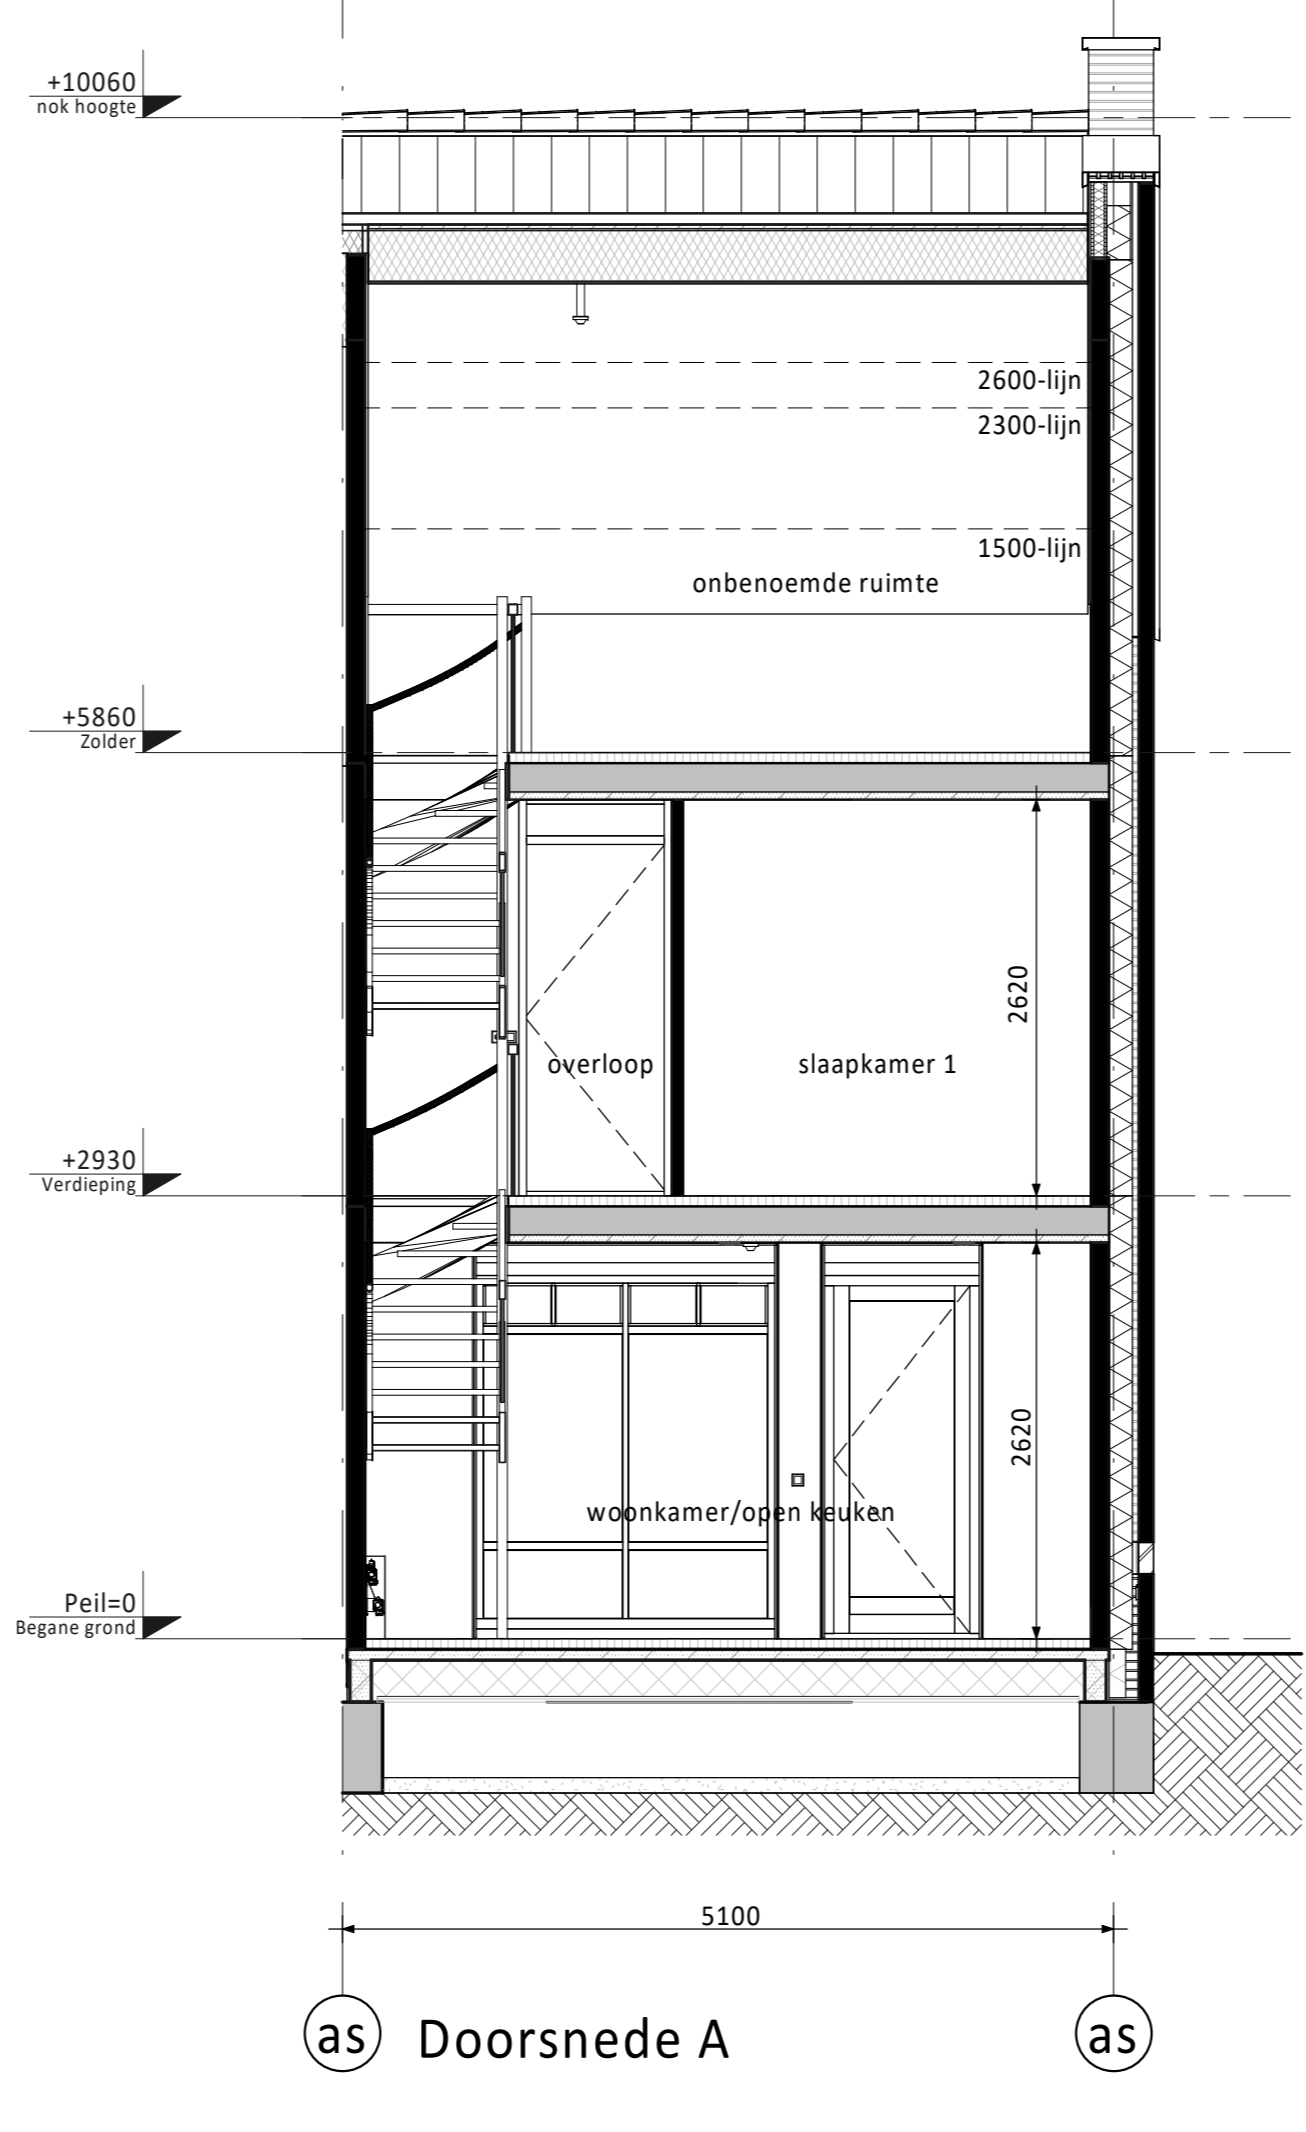 +10060
nok hoogte
2600-lijn
2300-lijn
1500-lijn
onbenoemde ruimte
+5860
Zolder
2620
overloop
slaapkamer 1
+2930
Verdieping
2620
woonkamer/open keuken
Peil=0
Begane grond
5100
as
Doorsnede A
as